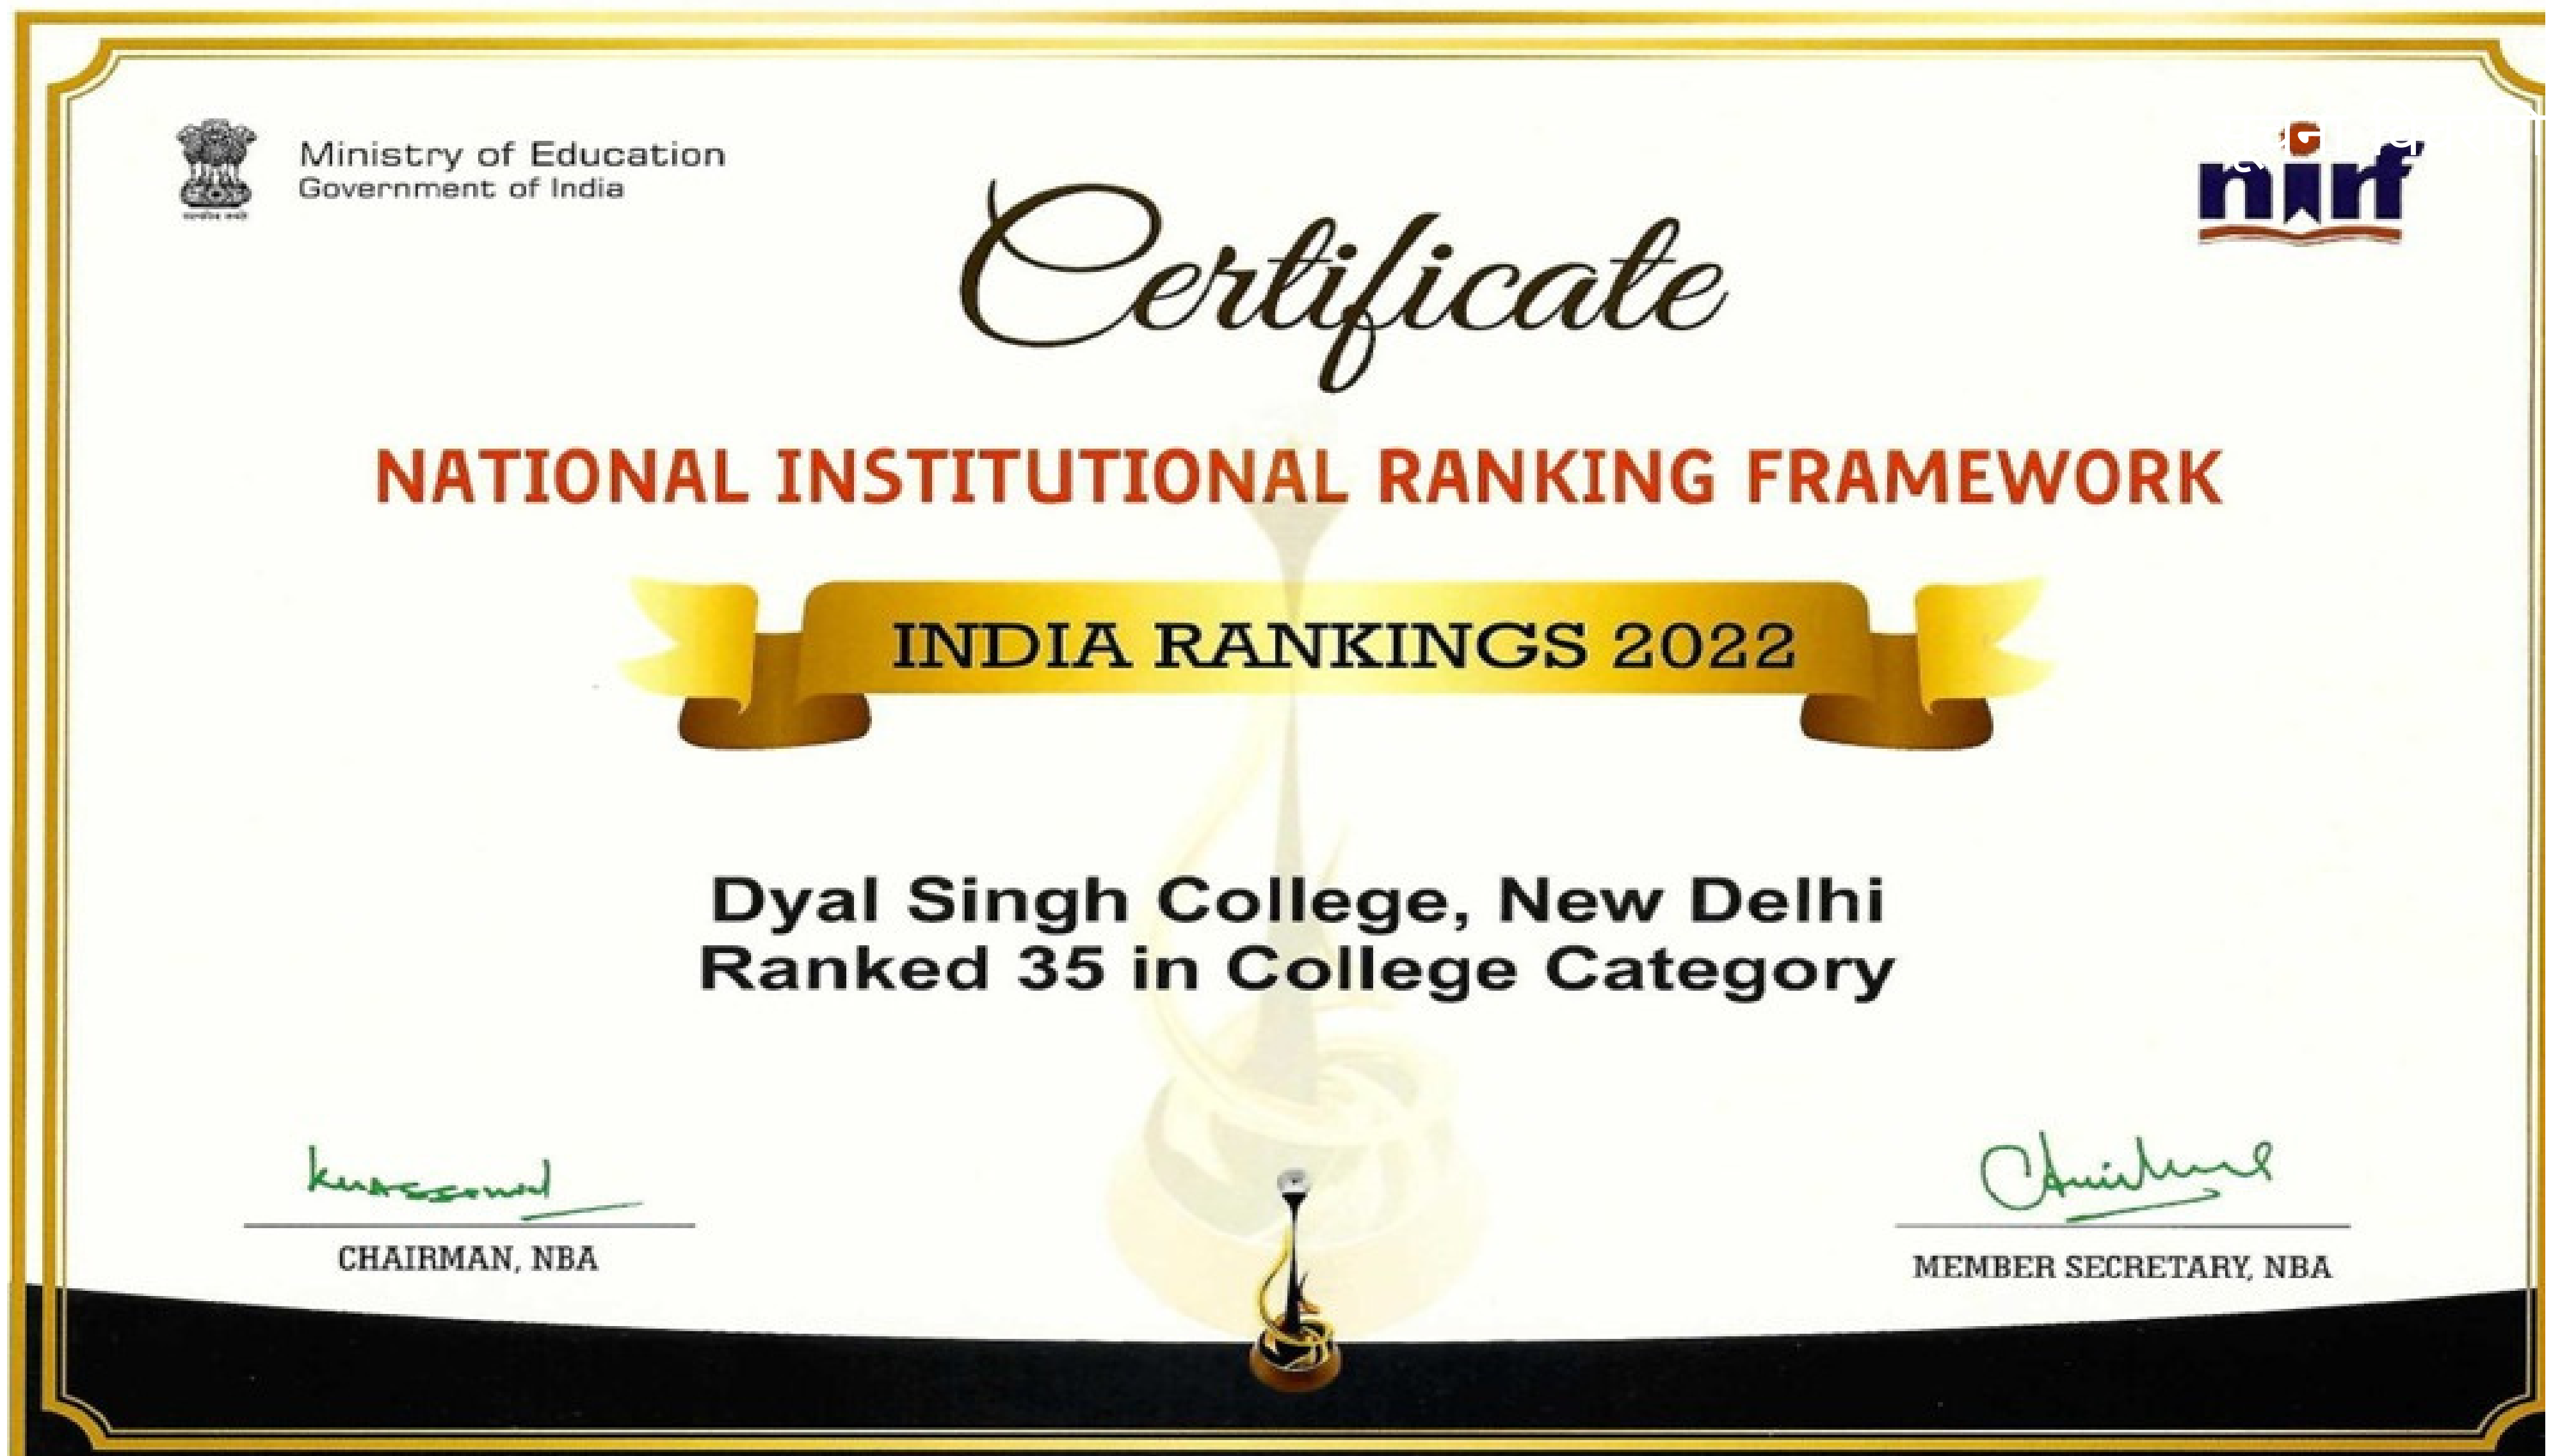 Ministry of Education
Government of India
nirf
Certificate
NATIONAL INSTITUTIONAL RANKING FRAMEWORK
INDIA RANKINGS 2022
Dyal Singh College, New Delhi
Ranked 35 in College Category
CHAIRMAN, NBA
MEMBER SECRETARY, NBA